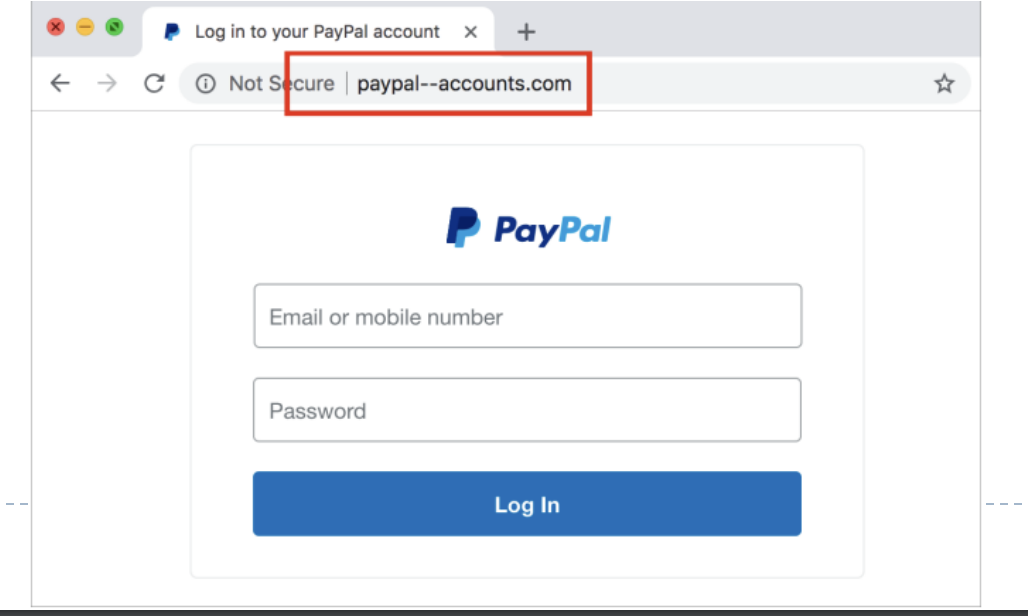 Log in to your PayPal account
Not Secure | paypal--accounts.com
PayPal
Email or mobile number
Password
Log In